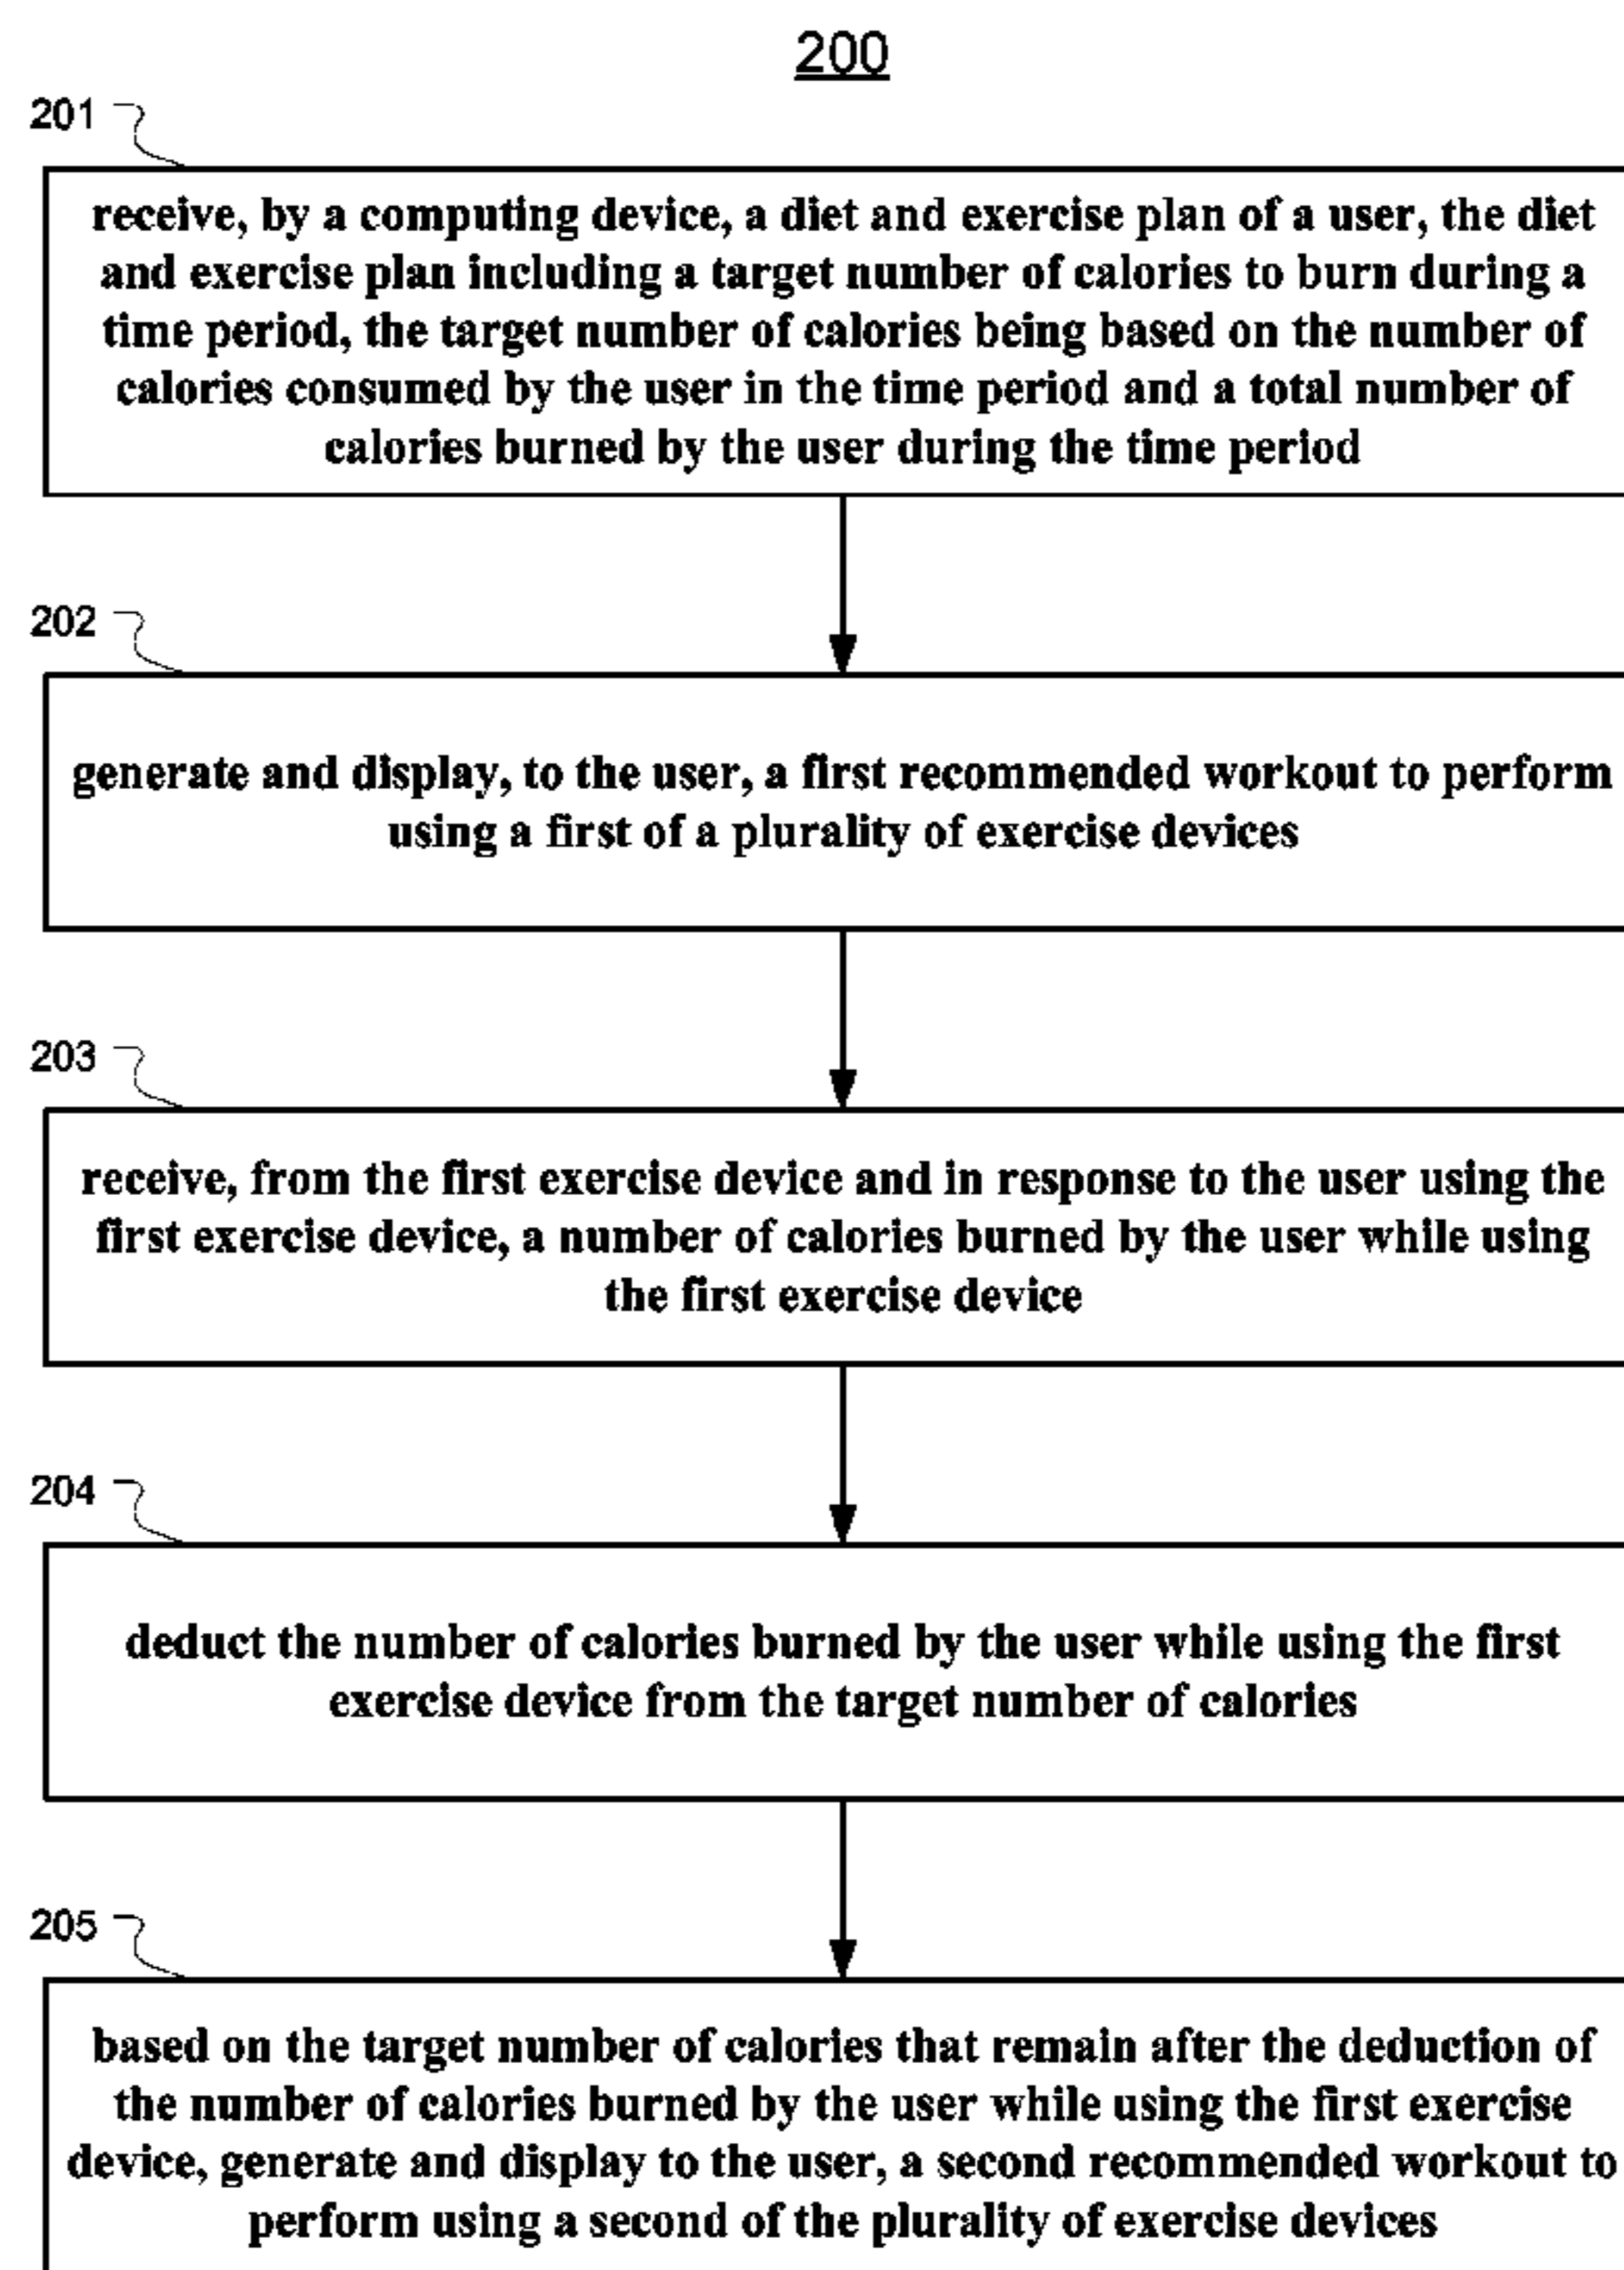 200
201
receive, by a computing device, a diet and exercise plan of a user, the diet
and exercise plan including a target number of calories to burn during a
time period, the target number of calories being based on the number of
calories consumed by the user in the time period and a total number of
calories burned by the user during the time period
202
generate and display, to the user, a first recommended workout to perform
using a first of a plurality of exercise devices
203
receive, from the first exercise device and in response to the user using the
first exercise device, a number of calories burned by the user while using
the first exercise device
204
deduct the number of calories burned by the user while using the first
exercise device from the target number of calories
205
based on the target number of calories that remain after the deduction of
the number of calories burned by the user while using the first exercise
device, generate and display to the user, a second recommended workout to
perform using a second of the plurality of exercise devices